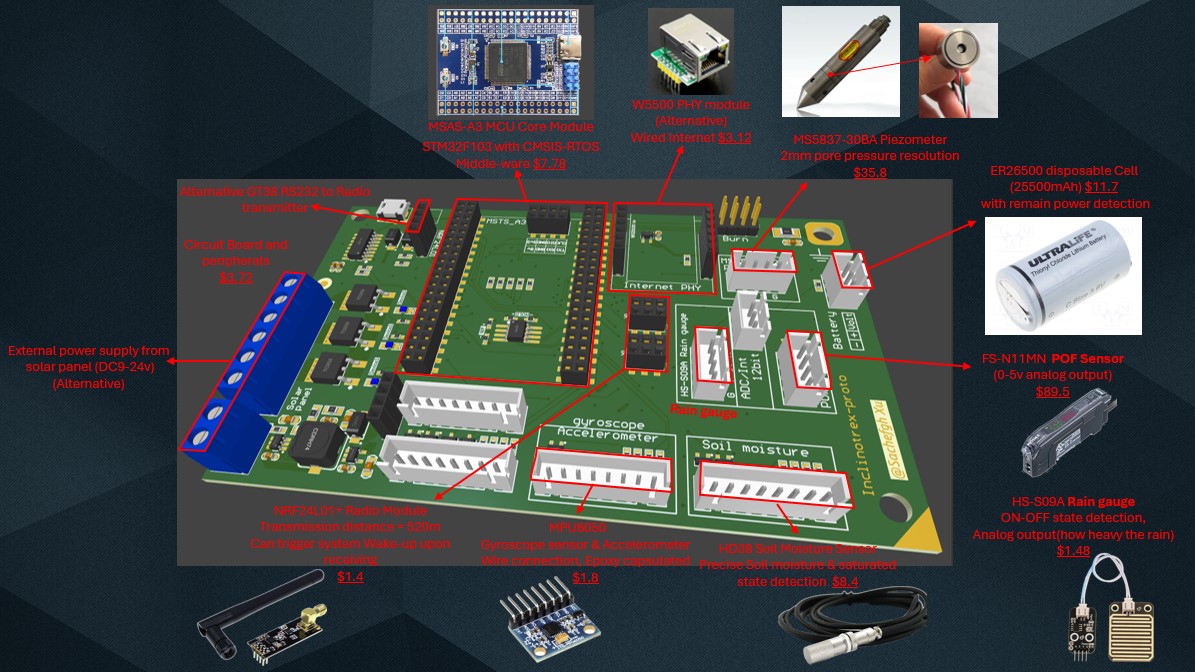 MSAS-A3 MCU Core Module
STM32F103 with CMSIS-RTOS
Middle-ware $7.78
W5500 PHY module
(Alternative)
Wired Internet $3.12
MS5837-30BA Piezometer
2mm pore pressure resolution
$35.8
ER26500 disposable Cell
(25500mAh) $11.7
with remain power detection
Alternative GT38 RS232 to Radio
transmitter
Circuit Board and
peripherals
$3.72
External power supply from
solar panel (DC9-24v)
(Alternative)
MSTS_A3
Burn
Internet PHY
Battery
HS-S09A Rain gauge
G
G
ADC/Int
12bit
Rain gauge
Solar
panel
gyroscope
Accelerometer
Soil moisture
Inclinotrex-proto
@Sachefgh Xu
ULTRALIFE
Thionyl Chloride Lithium Battery
FS-N11MN POF Sensor
(0-5v analog output)
$89.5
HS-S09A Rain gauge
ON-OFF state detection,
Analog output(how heavy the rain)
$1.48
NRF24L01+ Radio Module
Transmission distance ~ 520m
Can trigger system Wake-up upon
receiving
$1.4
MPU6050
Gyroscope sensor & Accelerometer
Wire connection, Epoxy capsulated
$1.8
HD38 Soil Moisture Sensor
Precise Soil moisture & saturated
state detection $8.4